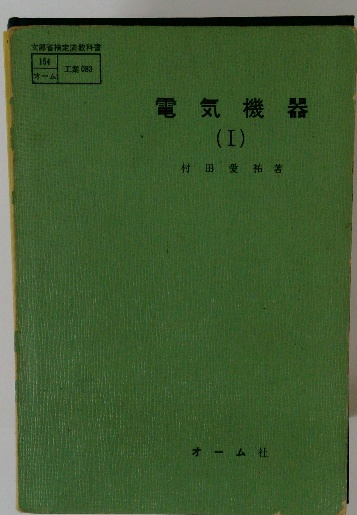 文部省検定済教科書
154
オーム
工業083
電気機器
(I)
村田愛祐著
オーム社